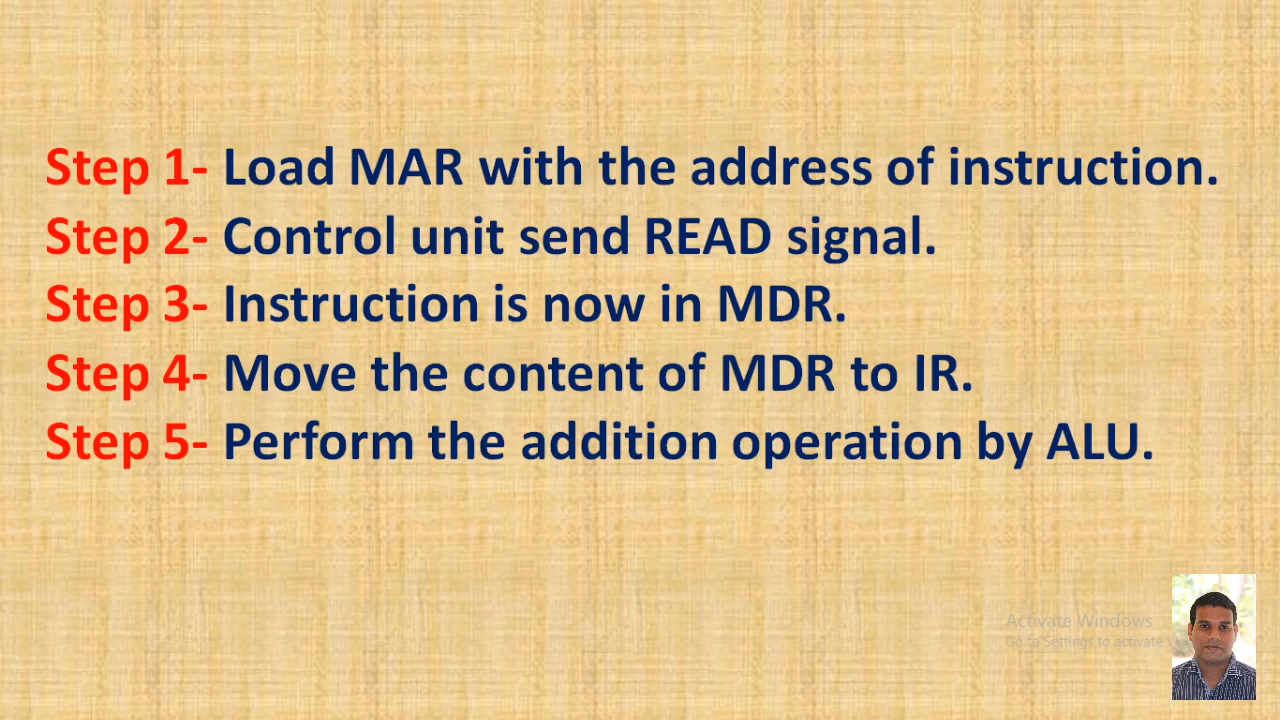 Step 1- Load MAR with the address of instruction.
Step 2- Control unit send READ signal.
Step 3- Instruction is now in MDR.
Step 4- Move the content of MDR to IR.
Step 5- Perform the addition operation by ALU.
Activate Windows
Go to Settings to activate